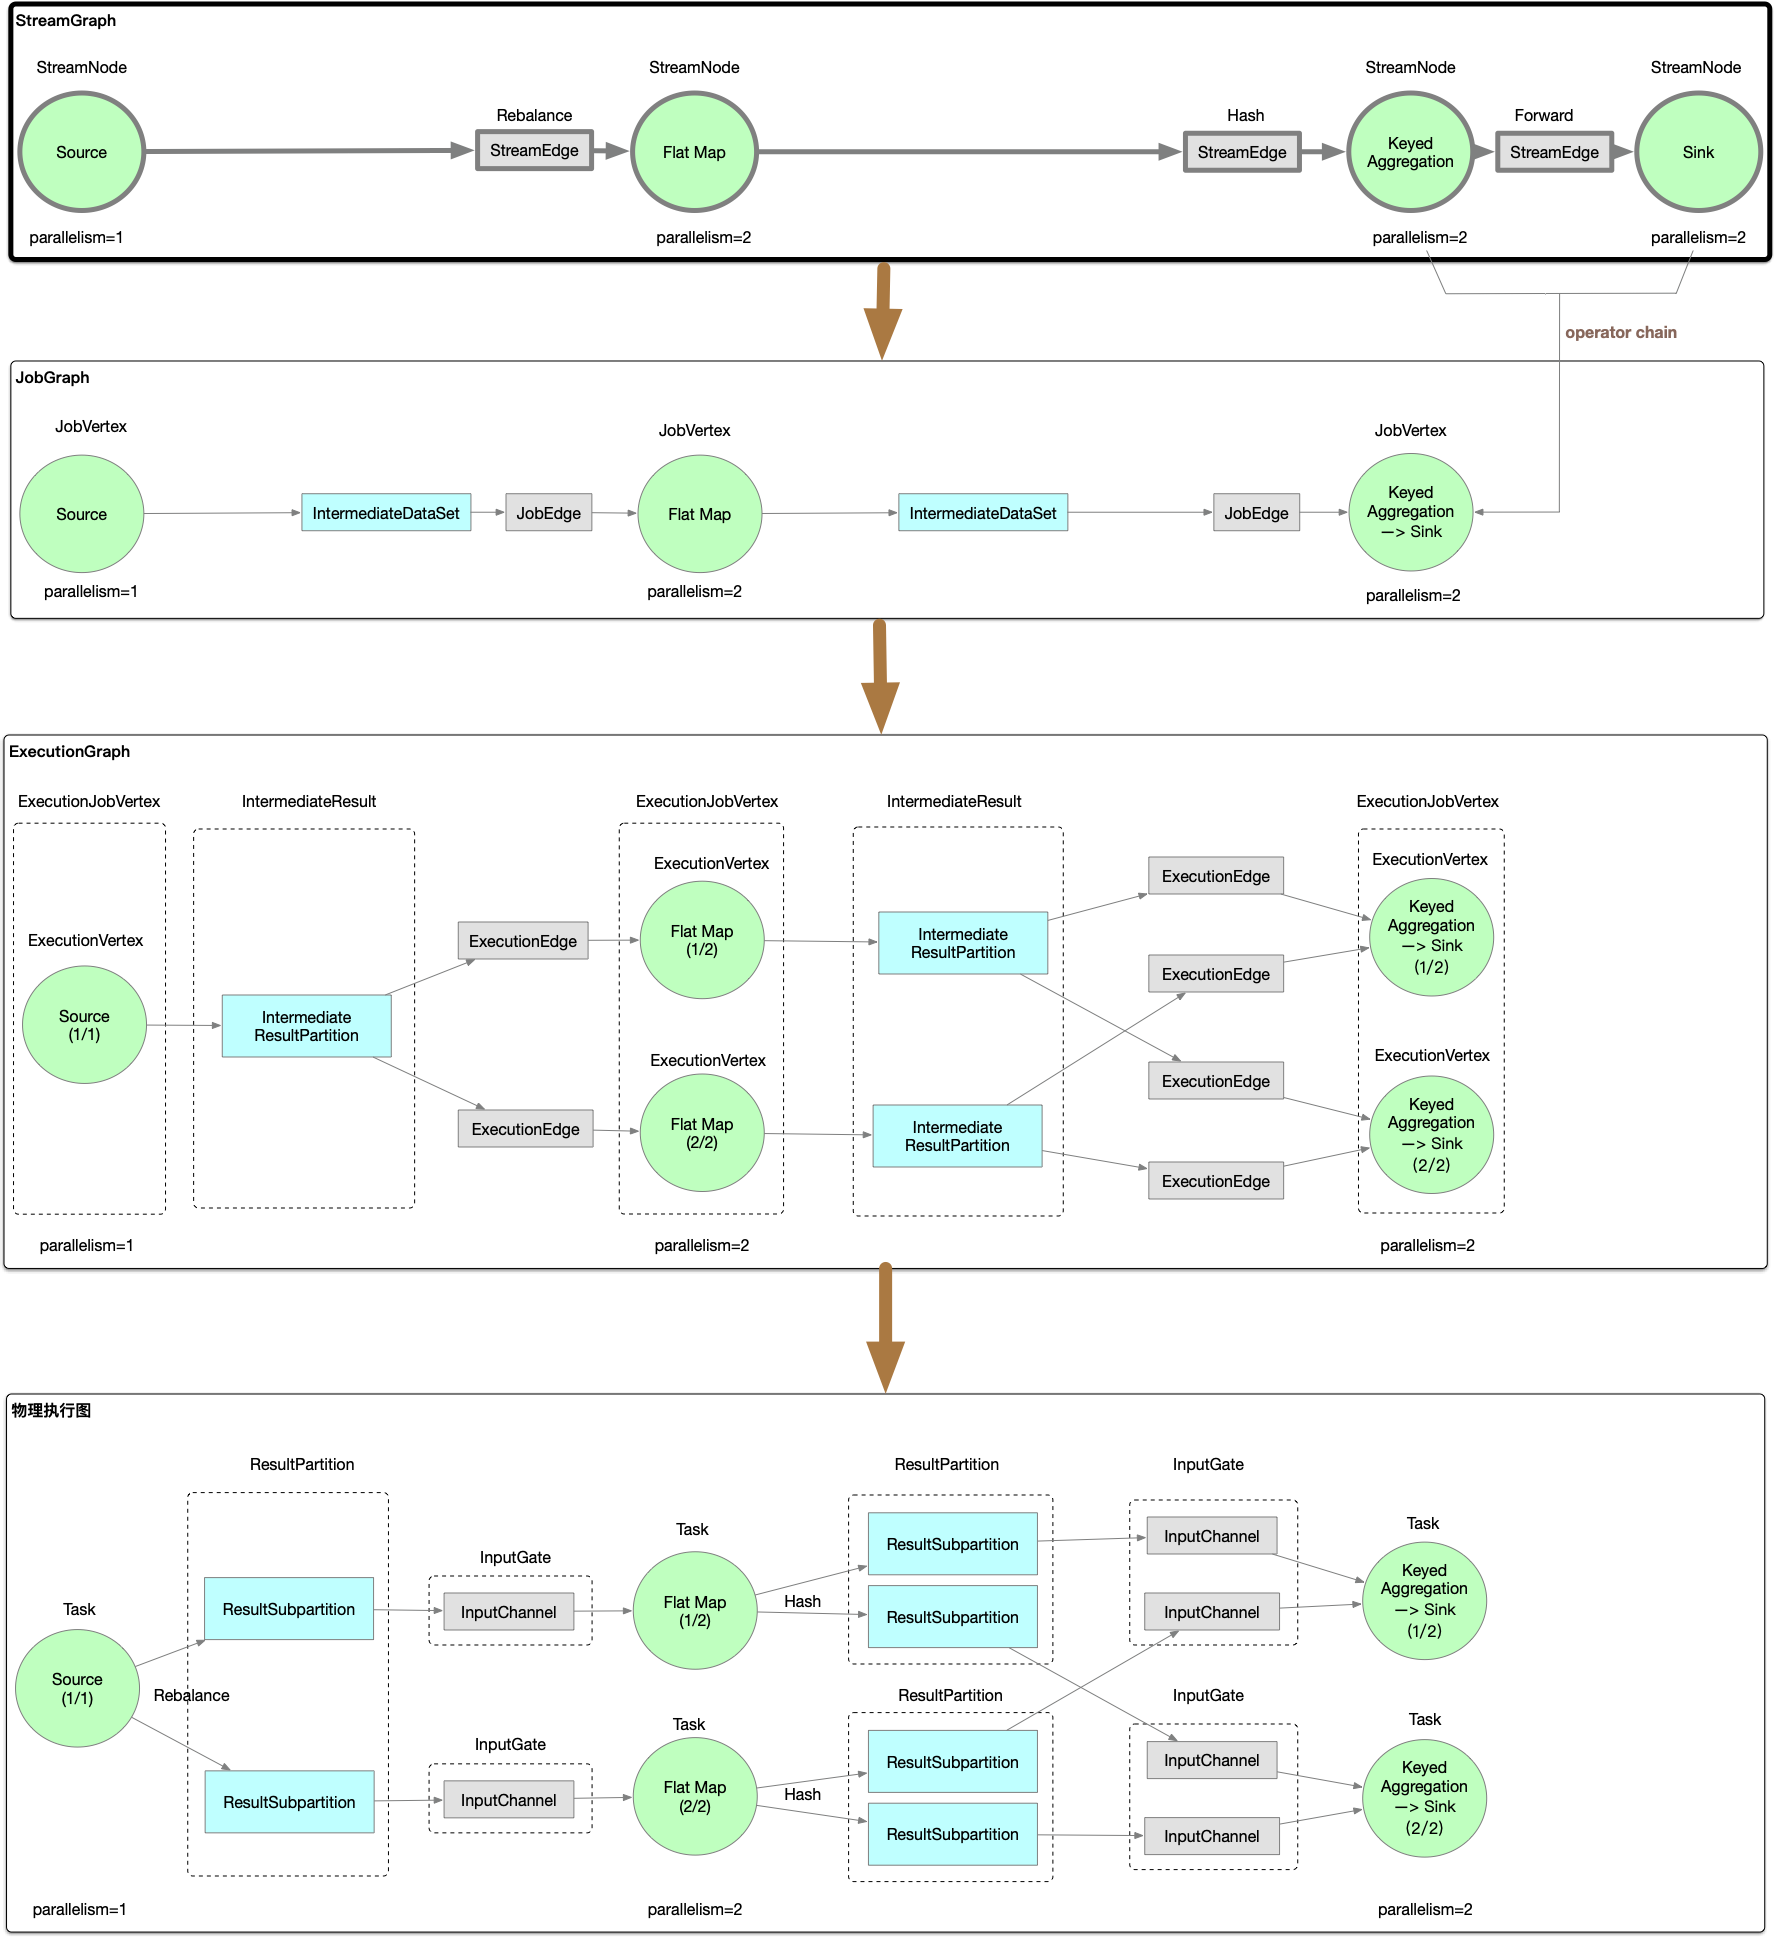 StreamGraph
StreamNode
StreamNode
StreamNode
StreamNode
Rebalance
Hash
Forward
Source
StreamEdge
Flat Map
StreamEdge
Keyed
Aggregation
StreamEdge
Sink
parallelism=1
parallelism=2
parallelism=2
parallelism=2
operator chain
JobGraph
JobVertex
JobVertex
JobVertex
Source
IntermediateDataSet
JobEdge
Flat Map
IntermediateDataSet
JobEdge
Keyed
Aggregation
—> Sink
parallelism=1
parallelism=2
parallelism=2
ExecutionGraph
ExecutionJobVertex
IntermediateResult
ExecutionJobVertex
IntermediateResult
ExecutionJobVertex
ExecutionVertex
ExecutionVertex
ExecutionEdge
Keyed
Aggregation
—> Sink
(1/2)
ExecutionVertex
ExecutionEdge
Flat Map
(1/2)
Intermediate
ResultPartition
ExecutionEdge
Source
(1/1)
Intermediate
ResultPartition
ExecutionVertex
ExecutionVertex
ExecutionEdge
Keyed
Aggregation
—> Sink
(2/2)
ExecutionEdge
Flat Map
(2/2)
Intermediate
ResultPartition
ExecutionEdge
parallelism=1
parallelism=2
parallelism=2
物理执行图
ResultPartition
ResultPartition
InputGate
Task
Task
InputGate
ResultSubpartition
InputChannel
Task
ResultSubpartition
InputChannel
Flat Map
(1/2)
Hash
ResultSubpartition
InputChannel
Keyed
Aggregation
—> Sink
(1/2)
Source
(1/1)
Rebalance
ResultPartition
InputGate
Task
Task
InputGate
ResultSubpartition
InputChannel
ResultSubpartition
InputChannel
Flat Map
(2/2)
Hash
ResultSubpartition
InputChannel
Keyed
Aggregation
—> Sink
(2/2)
parallelism=1
parallelism=2
parallelism=2